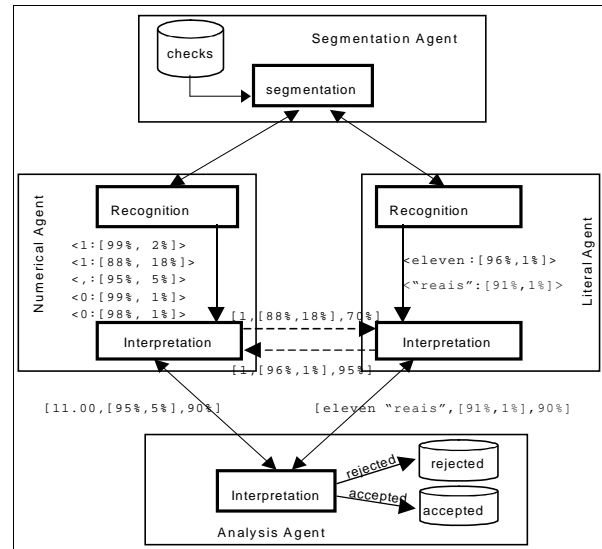 Segmentation Agent
checks
segmentation
Numerical Agent
Recognition
<1:[99%, 2%]>
<1:[88%, 18%]>
<,:[95%, 5%]>
<0:[99%, 1%]>
<0:[98%, 1%]>
Interpretation
Literal Agent
Recognition
<eleven:[96%,1%]>
<“reais”:[91%,1%]>
Interpretation
[1,[88%,18%],70%]
[1,[96%,1%],95%]
[11.00,[95%,5%],90%]
[eleven “reais”,[91%,1%],90%]
Interpretation
rejected
accepted
rejected
accepted
Analysis Agent